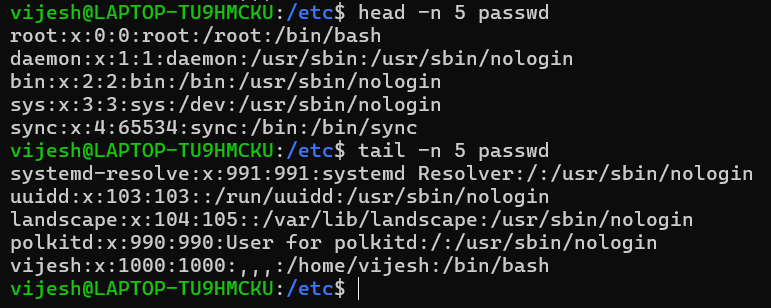 vijesh@LAPTOP-TU9HMCKU:/etc$ head -n 5 passwd
root:x:0:0:root:/root:/bin/bash
daemon:x:1:1:daemon:/usr/sbin:/usr/sbin/nologin
bin:x:2:2:bin:/bin:/usr/sbin/nologin
sys:x:3:3:sys:/dev:/usr/sbin/nologin
sync:x:4:65534:sync:/bin:/bin/sync
vijesh@LAPTOP-TU9HMCKU:/etc$ tail -n 5 passwd
systemd-resolve:x:991:991:systemd Resolver:/:/usr/sbin/nologin
uuidd:x:103:103::/run/uuidd:/usr/sbin/nologin
landscape:x:104:105::/var/lib/landscape:/usr/sbin/nologin
polkitd:x:990:990:User for polkitd:/:/usr/sbin/nologin
vijesh:x:1000:1000:,,,:/home/vijesh:/bin/bash
vijesh@LAPTOP-TU9HMCKU:/etc$